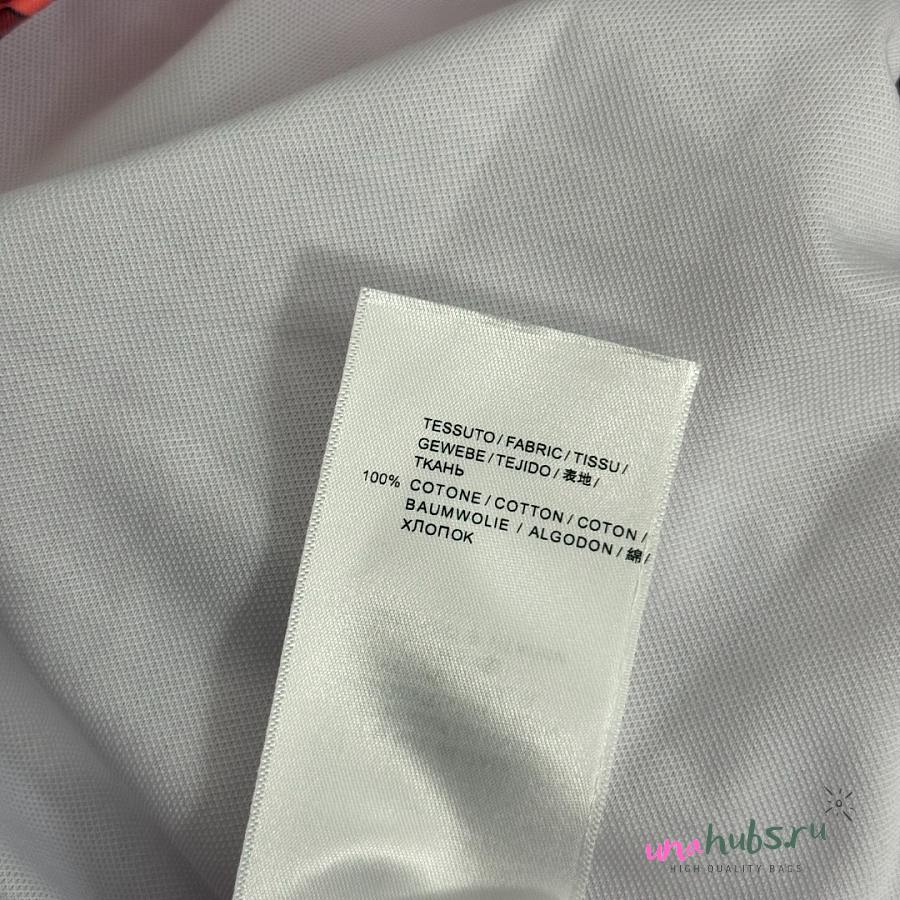 TESSUTO / FABRIC / TISSU /
GEWEBE / TEJIDO / 表地 /
ТКАНЬ
100% COTONE / COTTON / COTON /
BAUMWOLIE / ALGODON / 綿 /
ХЛОПОК
unahubs.ru
HIGH QUALITY BAGS